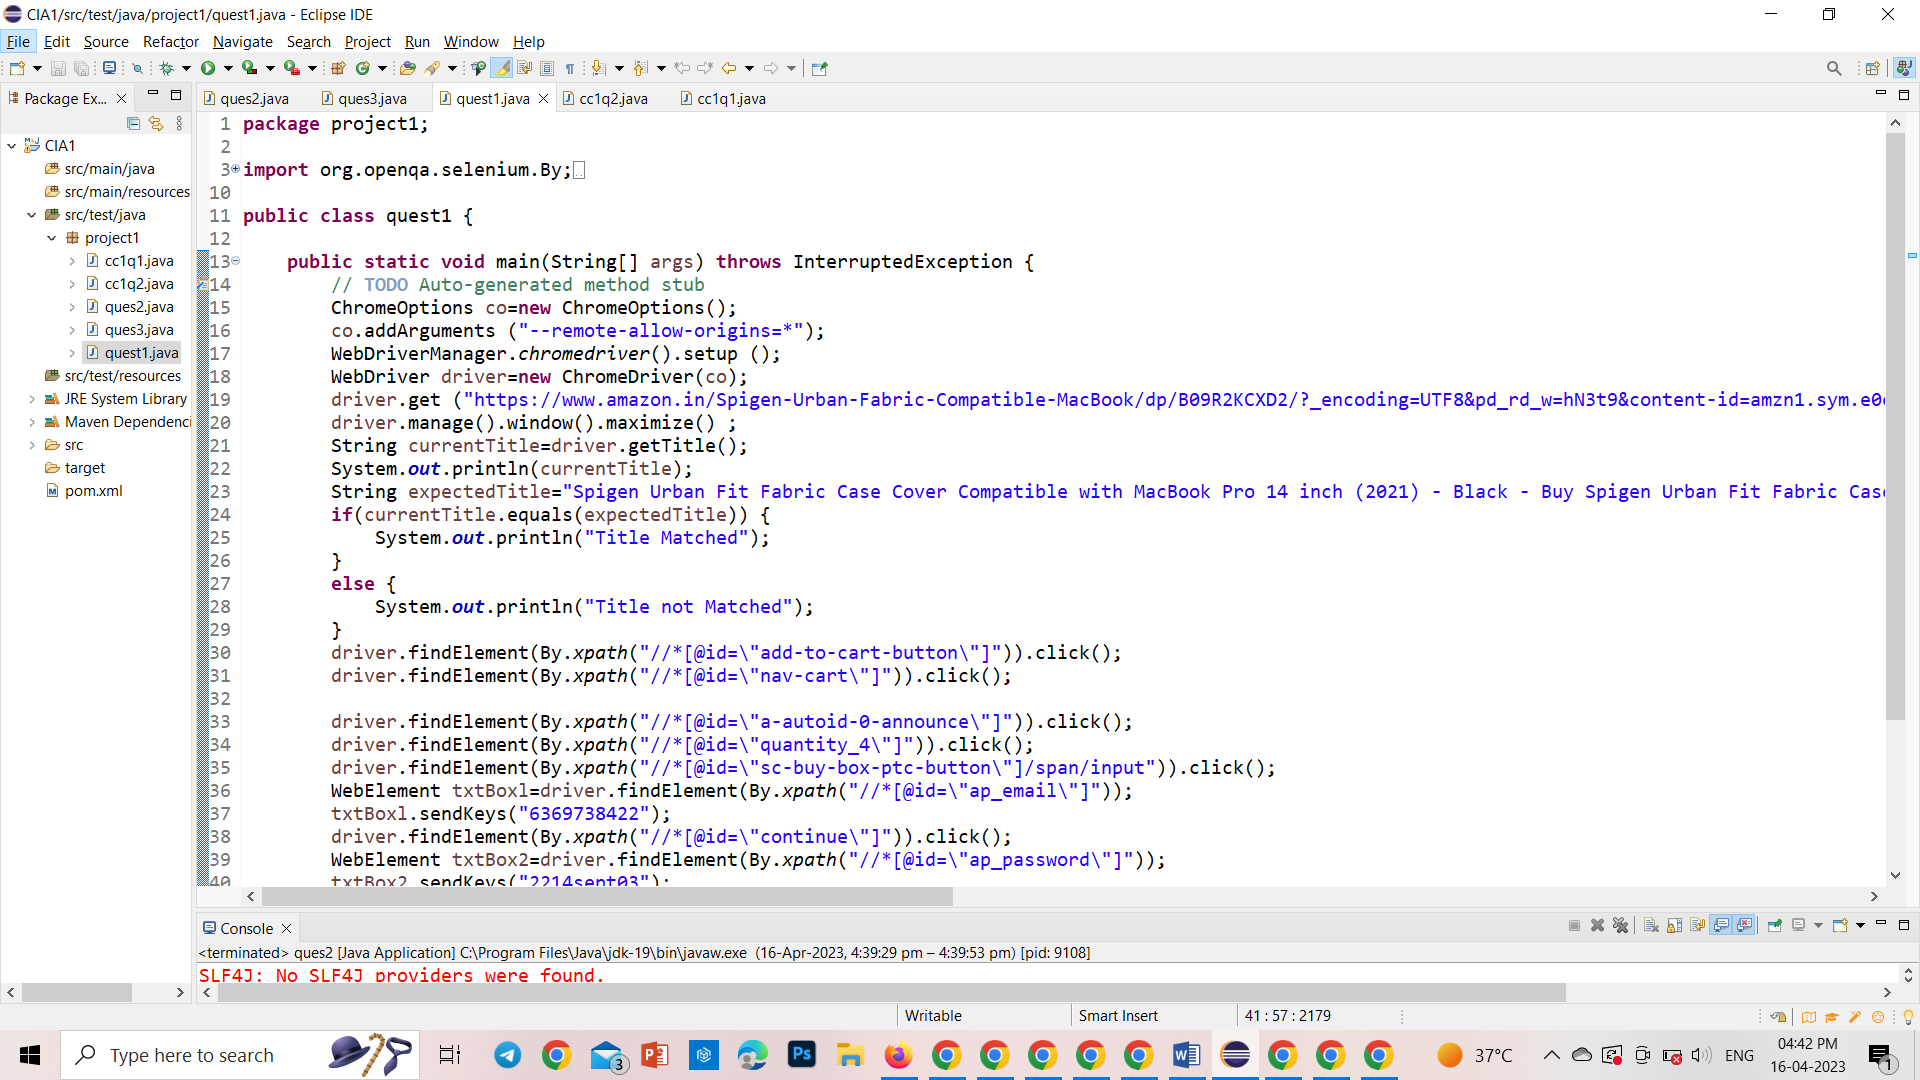 CIA1/src/test/java/project1/quest1.java - Eclipse IDE
File Edit Source Refactor Navigate Search Project Run Window Help
Package Ex...
ques2.java ques3.java quest1.java cc1q2.java cc1q1.java
CIA1
src/main/java
src/main/resources
src/test/java
project1
cc1q1.java
cc1q2.java
ques2.java
ques3.java
quest1.java
src/test/resources
JRE System Library
Maven Dependenci
src
target
pom.xml
1 package project1;
2
3 import org.openqa.selenium.By;
10
11 public class quest1 {
12
13 public static void main(String[] args) throws InterruptedException {
14 // TODO Auto-generated method stub
15 ChromeOptions co=new ChromeOptions();
16 co.addArguments ("--remote-allow-origins=*");
17 WebDriverManager.chromedriver().setup ();
18 WebDriver driver=new ChromeDriver(co);
19 driver.get ("https://www.amazon.in/Spigen-Urban-Fabric-Compatible-MacBook/dp/B09R2KCXD2/?_encoding=UTF8&pd_rd_w=hN3t9&content-id=amzn1.sym.e0
20 driver.manage().window().maximize() ;
21 String currentTitle=driver.getTitle();
22 System.out.println(currentTitle);
23 String expectedTitle="Spigen Urban Fit Fabric Case Cover Compatible with MacBook Pro 14 inch (2021) - Black - Buy Spigen Urban Fit Fabric Case
24 if(currentTitle.equals(expectedTitle)) {
25 System.out.println("Title Matched");
26 }
27 else {
28 System.out.println("Title not Matched");
29 }
30 driver.findElement(By.xpath("//*[@id=\"add-to-cart-button\"]")).click();
31 driver.findElement(By.xpath("//*[@id=\"nav-cart\"]")).click();
32
33 driver.findElement(By.xpath("//*[@id=\"a-autoid-0-announce\"]")).click();
34 driver.findElement(By.xpath("//*[@id=\"quantity_4\"]")).click();
35 driver.findElement(By.xpath("//*[@id=\"sc-buy-box-ptc-button\"]/span/input")).click();
36 WebElement txtBoxl=driver.findElement(By.xpath("//*[@id=\"ap_email\"]"));
37 txtBoxl.sendKeys("6369738422");
38 driver.findElement(By.xpath("//*[@id=\"continue\"]")).click();
39 WebElement txtBox2=driver.findElement(By.xpath("//*[@id=\"ap_password\"]"));
40 txtBox2.sendKeys("2214sept03");
Console
<terminated> ques2 [Java Application] C:\Program Files\Java\jdk-19\bin\javaw.exe (16-Apr-2023, 4:39:29 pm – 4:39:53 pm) [pid: 9108]
SLF4J: No SLF4J providers were found.
Writable Smart Insert 41 : 57 : 2179
Type here to search
3
Ps
37°C
ENG
04:42 PM
16-04-2023
1